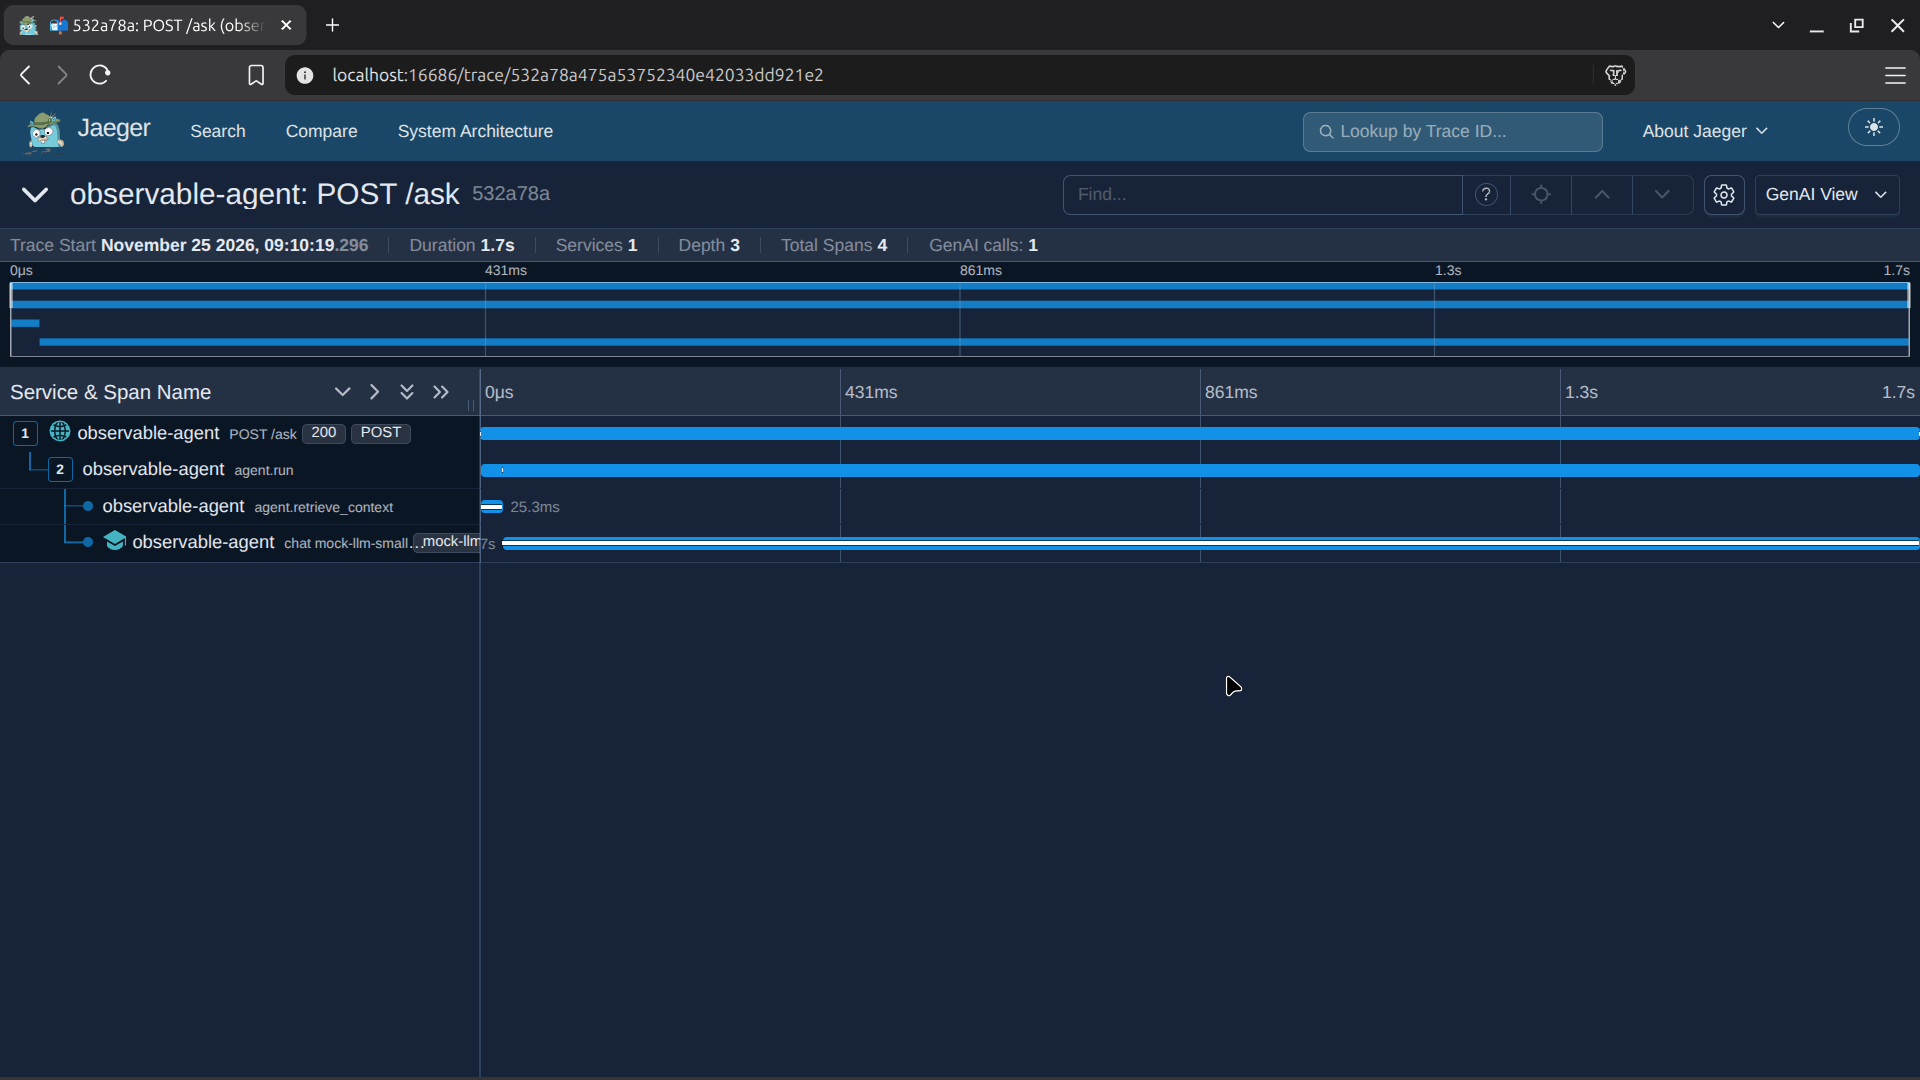 532a78a: POST /ask (obse
localhost:16686/trace/532a78a475a53752340e42033dd921e2
Jaeger
Search
Compare
System Architecture
Lookup by Trace ID...
About Jaeger
observable-agent: POST /ask 532a78a
Find...
GenAI View
Trace Start November 25 2026, 09:10:19.296
Duration 1.7s
Services 1
Depth 3
Total Spans 4
GenAI calls: 1
0μs 431ms 861ms 1.3s 1.7s
Service & Span Name
0μs 431ms 861ms 1.3s 1.7s
1 observable-agent POST /ask 200 POST
2 observable-agent agent.run
observable-agent agent.retrieve_context 25.3ms
observable-agent chat mock-llm-small... mock-llm 7s